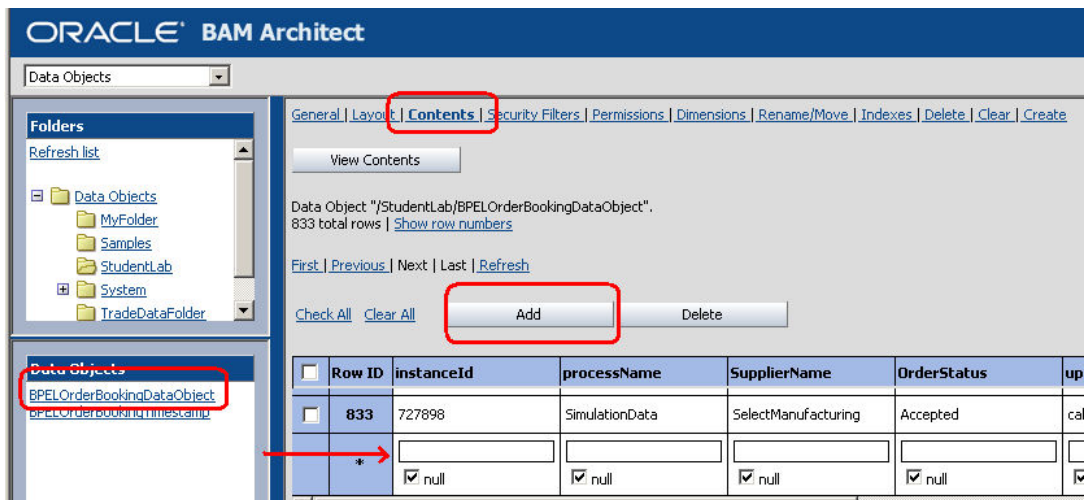 ORACLE BAM Architect
Data Objects
General | Layout | Contents | Security Filters | Permissions | Dimensions | Rename/Move | Indexes | Delete | Clear | Create
Folders
Refresh list
Data Objects
MyFolder
Samples
StudentLab
System
TradeDataFolder
View Contents
Data Object "/StudentLab/BPELOrderBookingDataObject".
833 total rows | Show row numbers
First | Previous | Next | Last | Refresh
Check All Clear All Add Delete
Data Objects
BPELOrderBookingDataObject
BPELOrderBookingTimestamp
Row ID instanceId processName SupplierName OrderStatus up
833 727898 SimulationData SelectManufacturing Accepted cal
*
null null null null